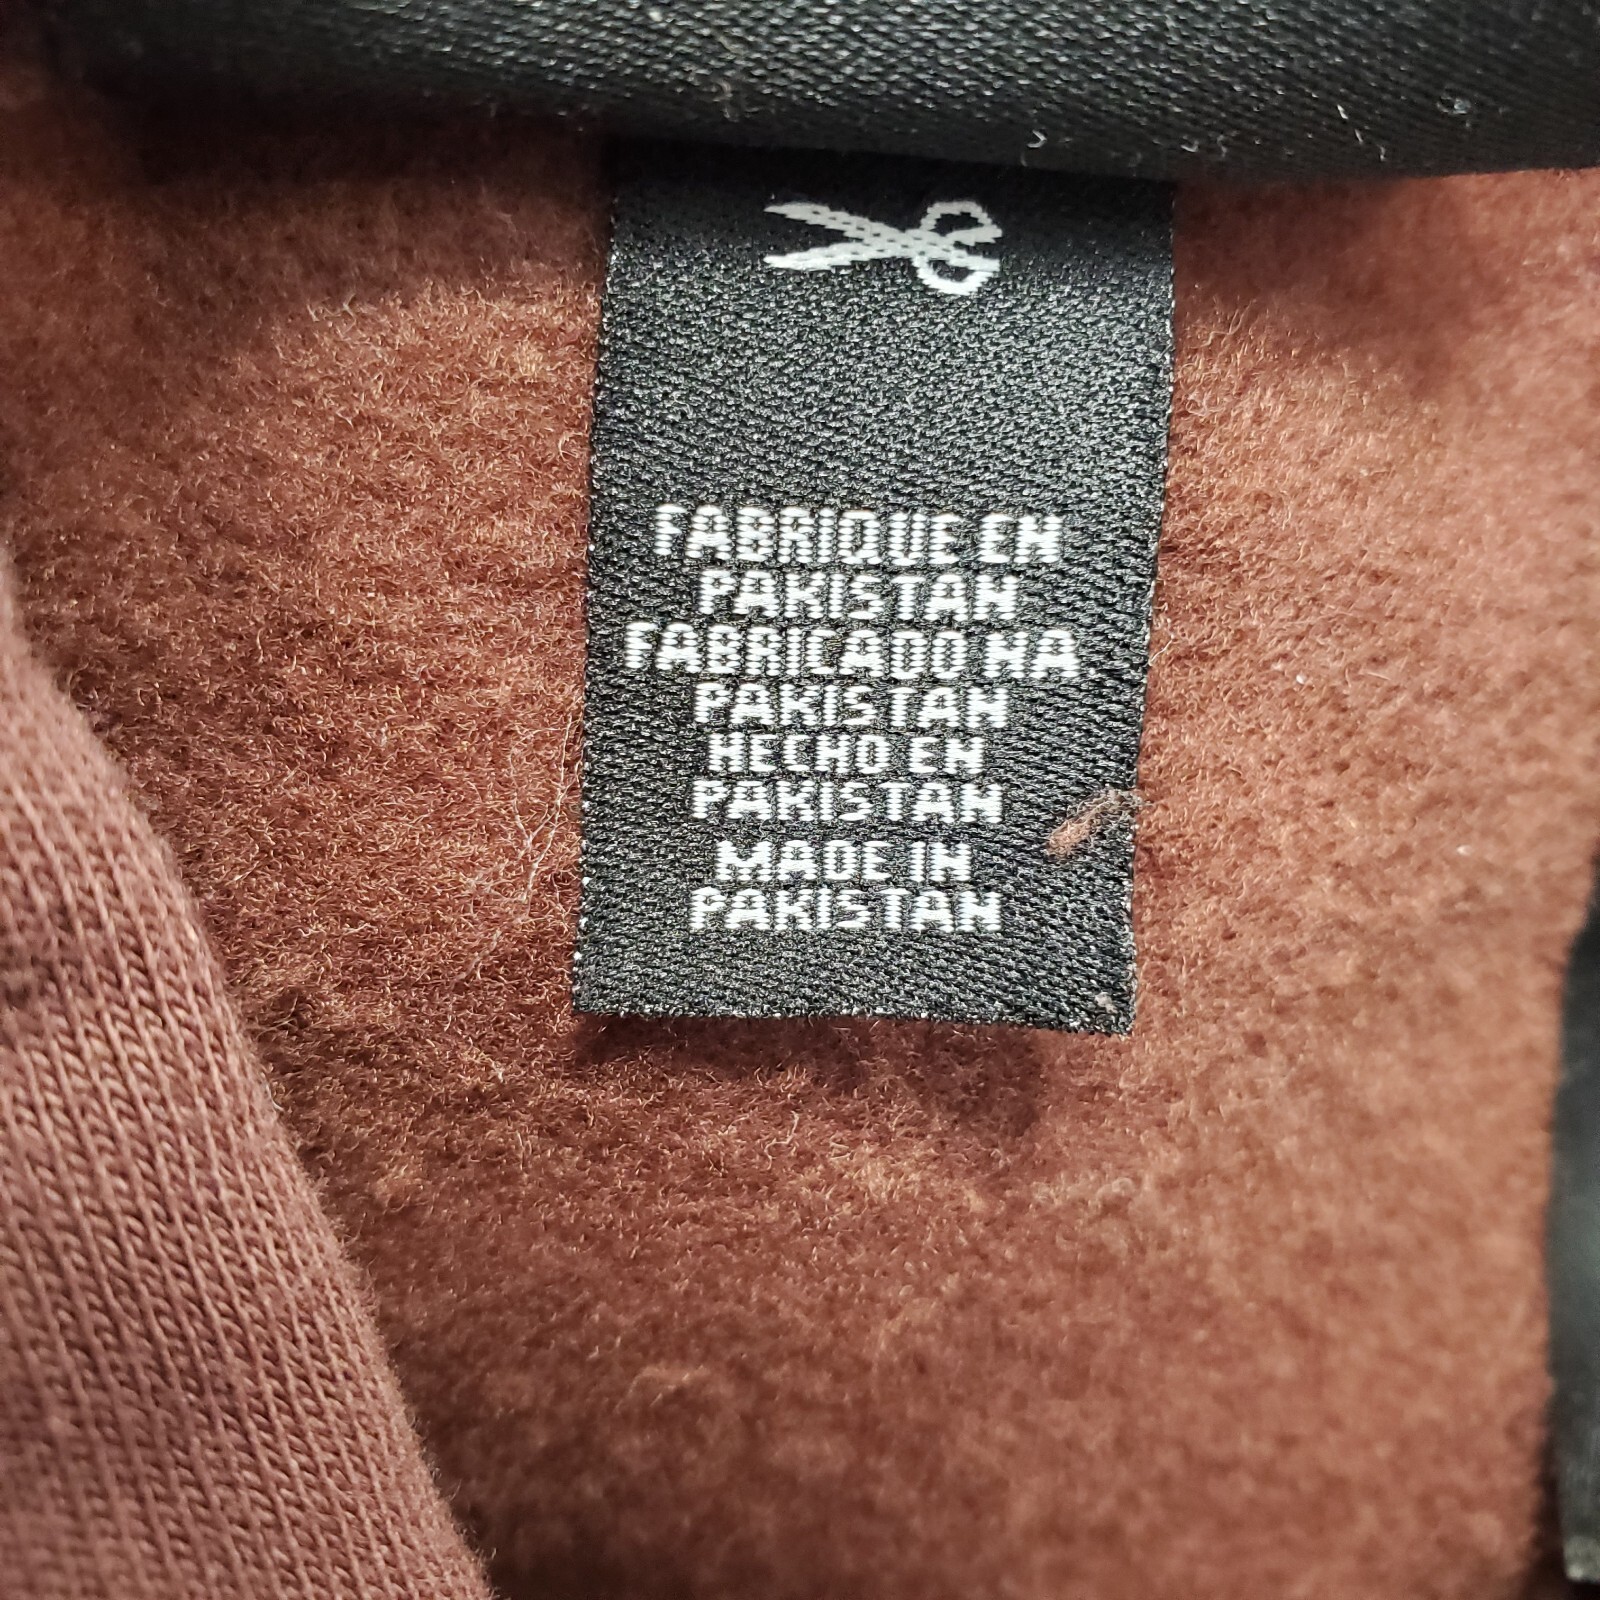 FABRIQUE EN
PAKISTAN
FABRICADO NA
PAKISTAN
HECHO EN
PAKISTAN
MADE IN
PAKISTAN